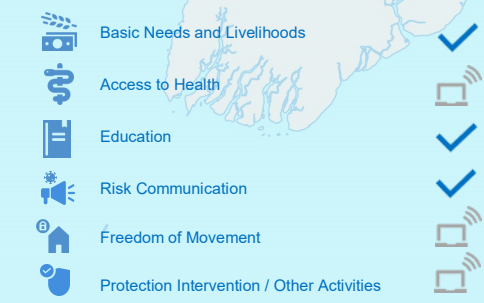 Basic Needs and Livelihoods
Access to Health
Education
Risk Communication
Freedom of Movement
Protection Intervention / Other Activities